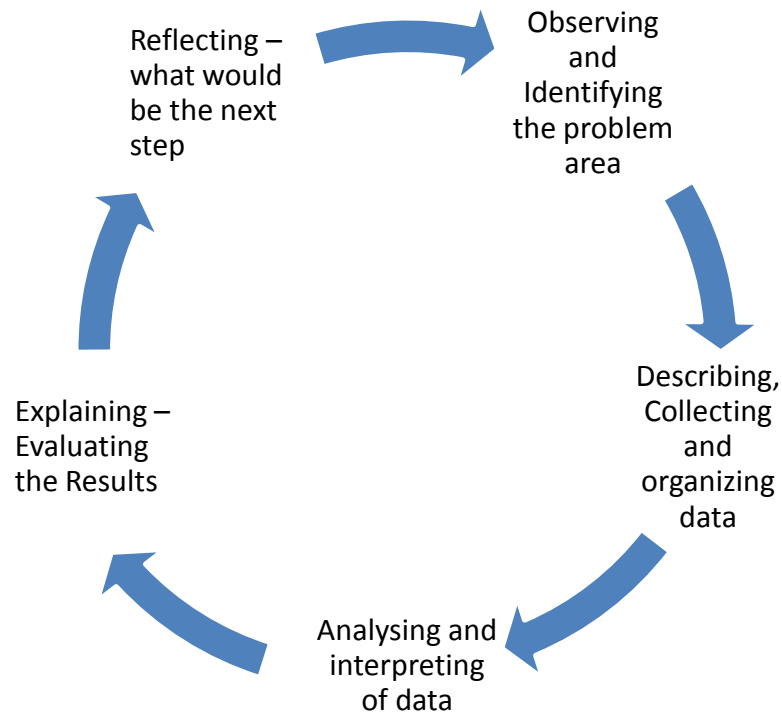 Observing
and
Identifying
the problem
area
Describing,
Collecting
and
organizing
data
Analysing and
interpreting
of data
Explaining –
Evaluating
the Results
Reflecting –
what would
be the next
step